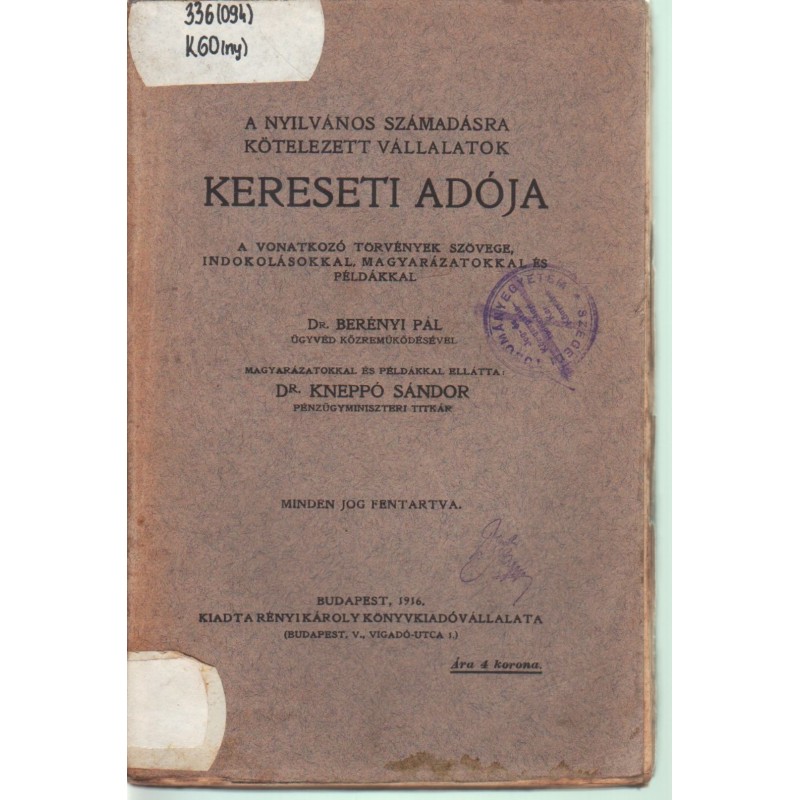 336(094)
K60(ny)
A NYILVÁNOS SZÁMADÁSRA
KÖTELEZETT VÁLLALATOK
KERESETI ADÓJA
A VONATKOZÓ TÖRVÉNYEK SZÖVEGE,
INDOKOLÁSOKKAL, MAGYARÁZATOKKAL ÉS
PÉLDÁKKAL
DR. BERÉNYI PÁL
ÜGYVÉD KÖZREMŰKÖDÉSÉVEL
MAGYARÁZATOKKAL ÉS PÉLDÁKKAL ELLÁTTA:
DR. KNEPPÓ SÁNDOR
PÉNZÜGYMINISZTERI TITKÁR
MINDEN JOG FENTARTVA.
BUDAPEST, 1916.
KIADTA RÉNYI KÁROLY KÖNYVKIADÓVÁLLALATA
(BUDAPEST, V., VIGADÓ-UTCA 1.)
Ára 4 korona.